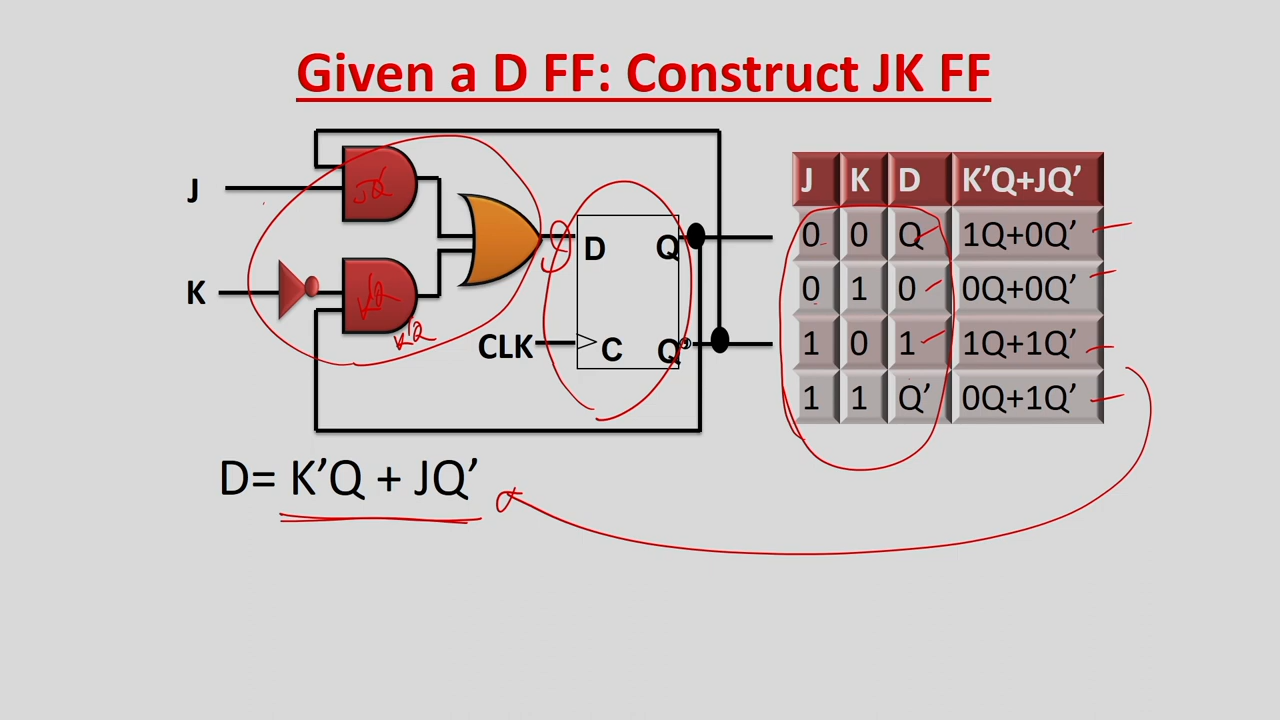 Given a D FF: Construct JK FF
J
K
JQ'
K'Q
K'Q
CLK
D
Q
C
Q'
J K D K'Q+JQ'
0 0 Q 1Q+0Q'
0 1 0 0Q+0Q'
1 0 1 1Q+1Q'
1 1 Q' 0Q+1Q'
D= K'Q + JQ'